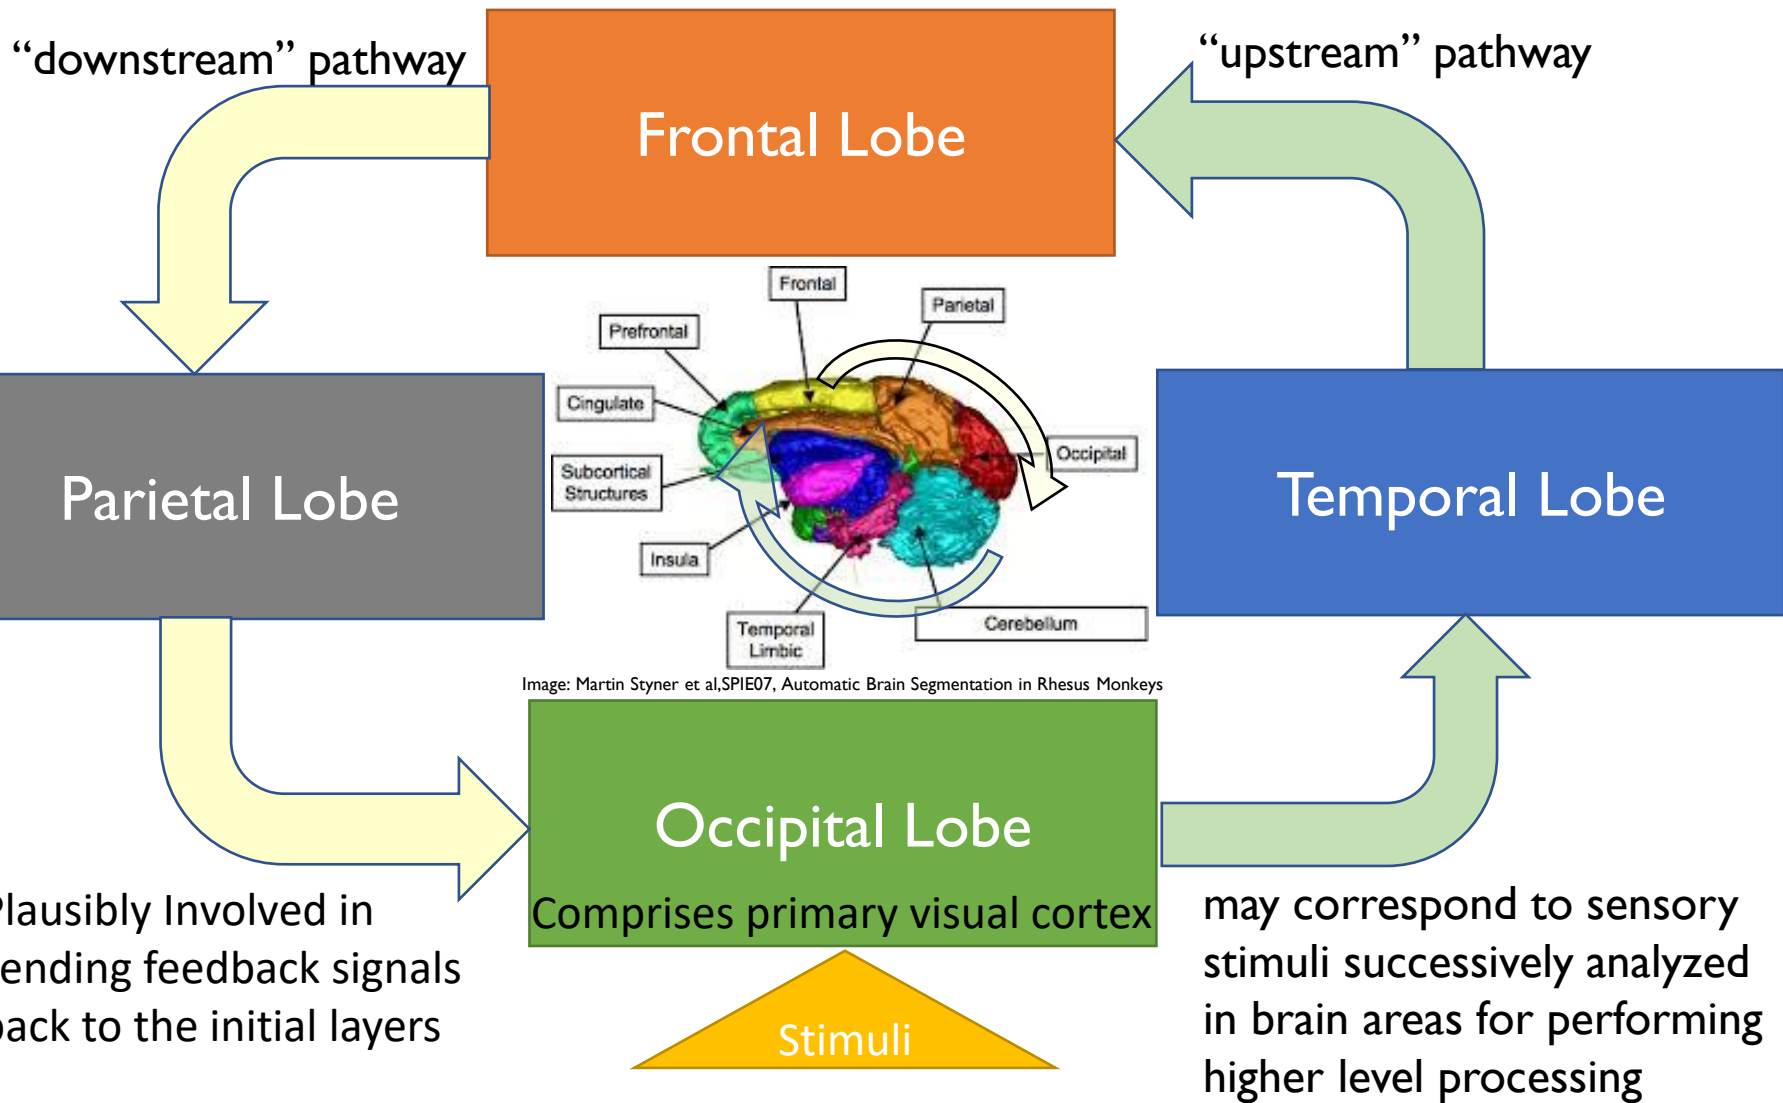 “downstream” pathway
“upstream” pathway
Frontal Lobe
Frontal
Parietal
Prefrontal
Cingulate
Occipital
Subcortical
Structures
Parietal Lobe
Temporal Lobe
Insula
Temporal
Limbic
Cerebellum
Image: Martin Styner et al,SPIE07, Automatic Brain Segmentation in Rhesus Monkeys
Occipital Lobe
Comprises primary visual cortex
Plausibly Involved in
ending feedback signals
back to the initial layers
may correspond to sensory
stimuli successively analyzed
in brain areas for performing
higher level processing
Stimuli